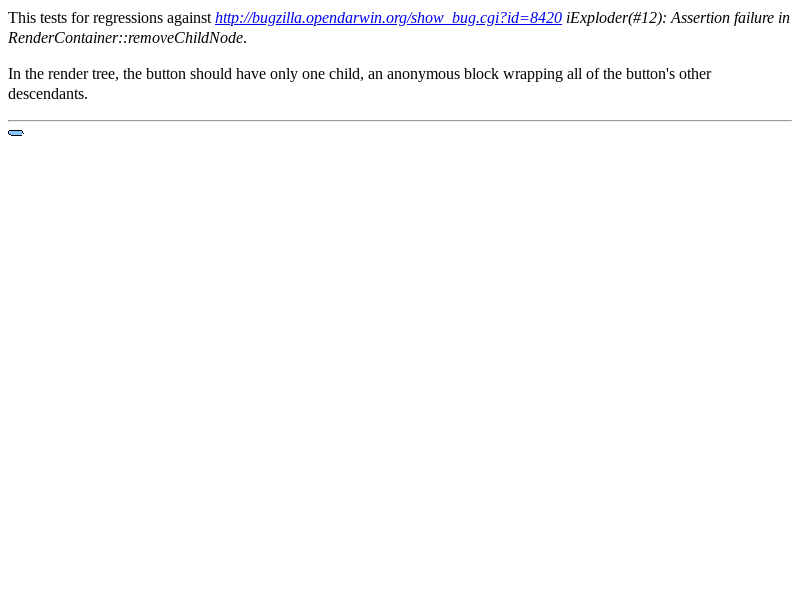 This tests for regressions against http://bugzilla.opendarwin.org/show_bug.cgi?id=8420 iExploder(#12): Assertion failure in
RenderContainer::removeChildNode.
In the render tree, the button should have only one child, an anonymous block wrapping all of the button's other
descendants.